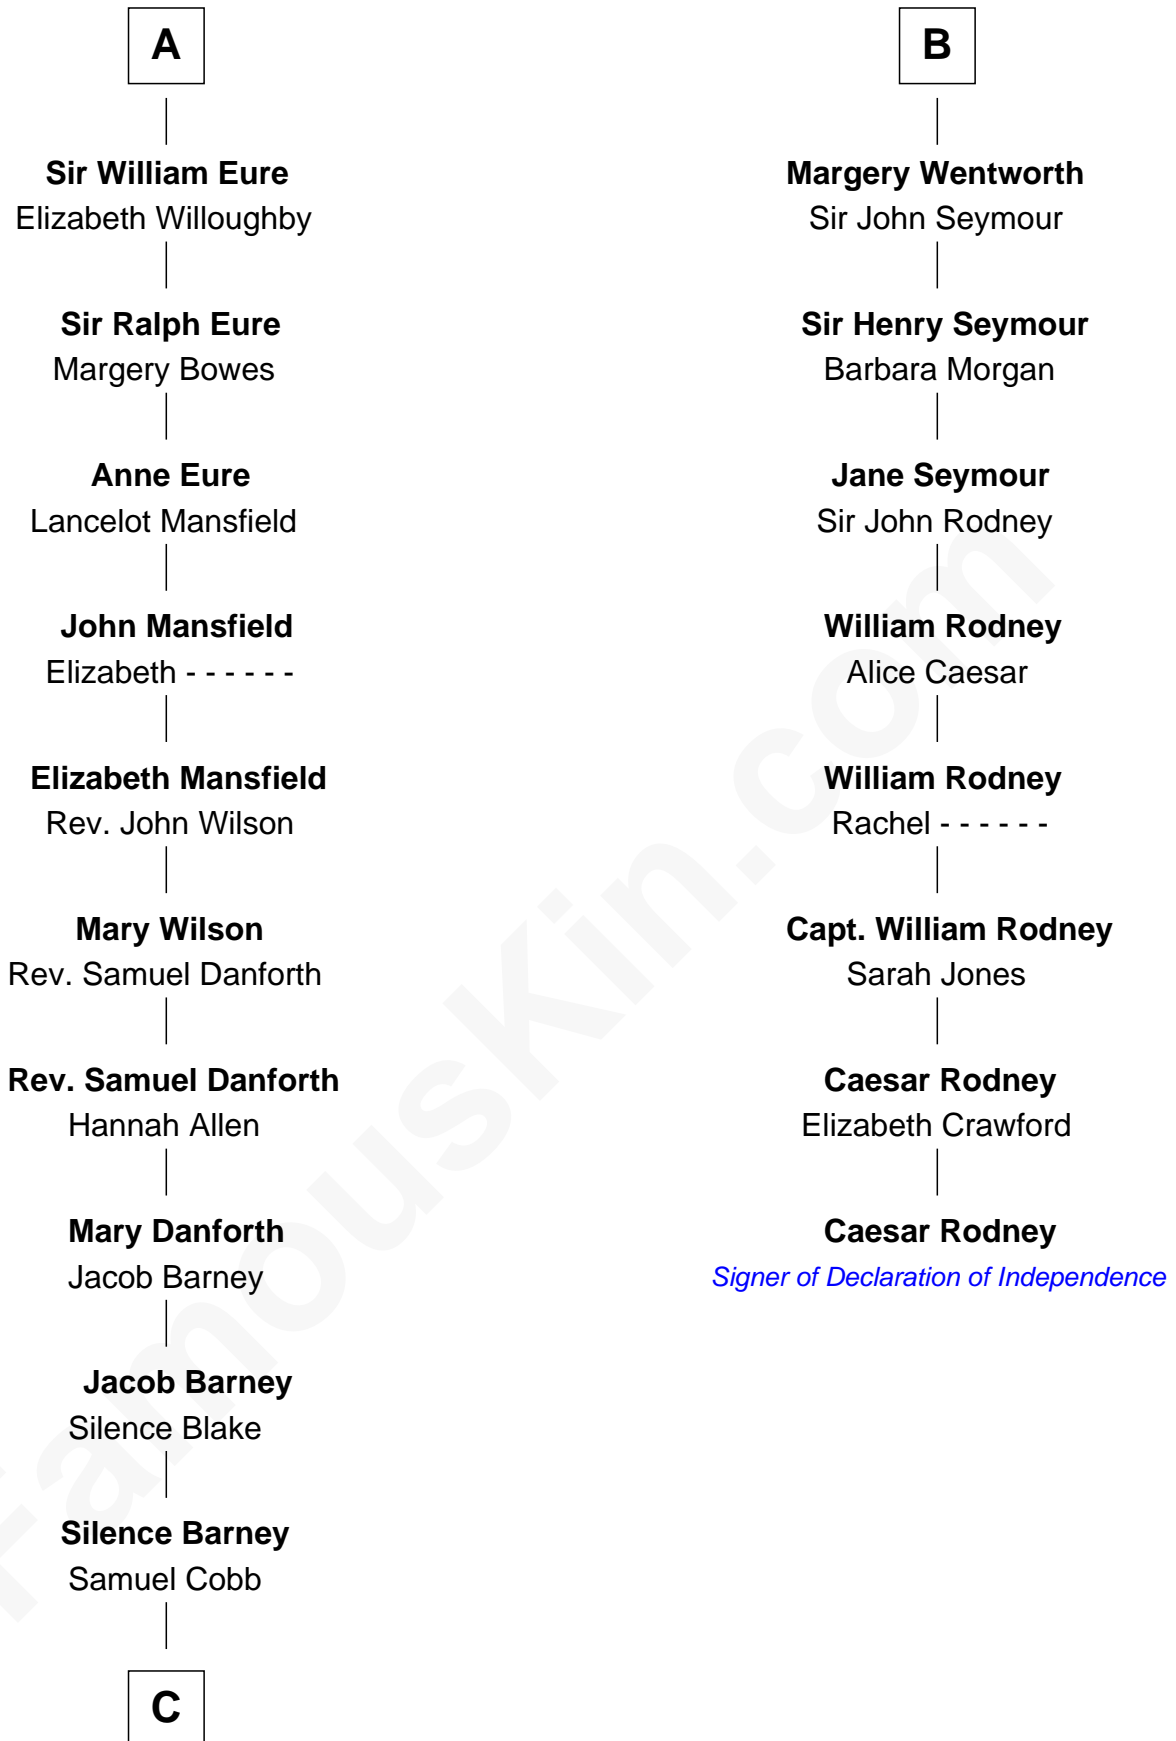 A
Sir William Eure
Elizabeth Willoughby
Sir Ralph Eure
Margery Bowes
Anne Eure
Lancelot Mansfield
John Mansfield
Elizabeth - - - - - -
Elizabeth Mansfield
Rev. John Wilson
Mary Wilson
Rev. Samuel Danforth
Rev. Samuel Danforth
Hannah Allen
Mary Danforth
Jacob Barney
Jacob Barney
Silence Blake
Silence Barney
Samuel Cobb
C
B
Margery Wentworth
Sir John Seymour
Sir Henry Seymour
Barbara Morgan
Jane Seymour
Sir John Rodney
William Rodney
Alice Caesar
William Rodney
Rachel - - - - - -
Capt. William Rodney
Sarah Jones
Caesar Rodney
Elizabeth Crawford
Caesar Rodney
Signer of Declaration of Independence
FamousKin.com